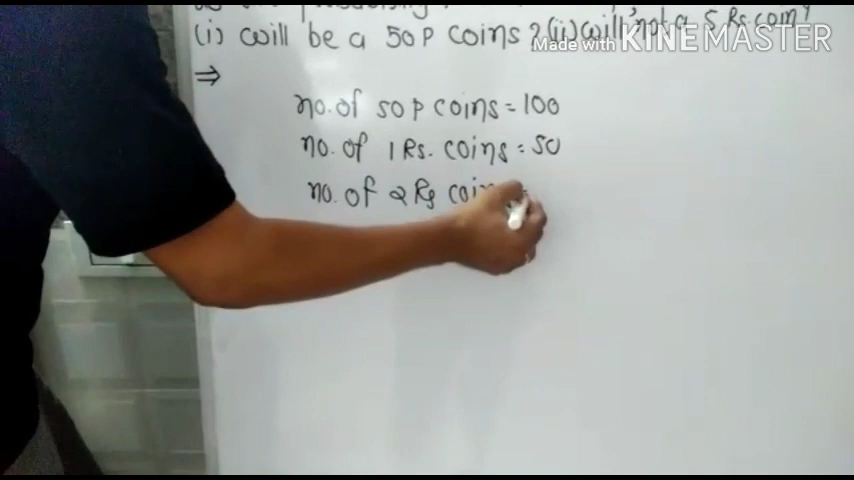 (i) will be a 50 P coins ? (ii) will not a 5 Rs. coin?
Made with KINEMASTER
⇒
no. of 50 P coins = 100
no. of 1 Rs. coins = 50
no. of 2 Rs